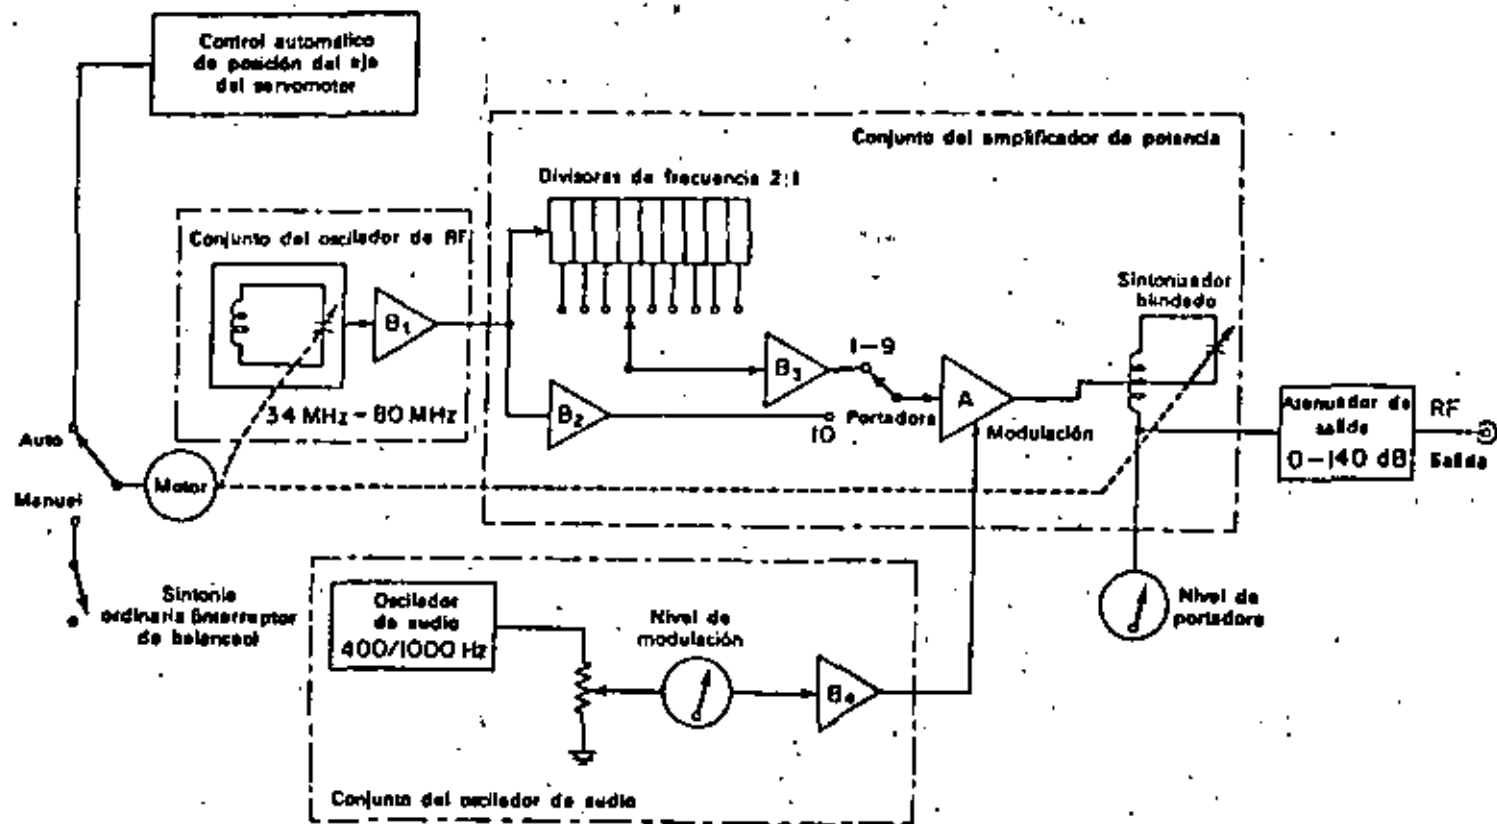 Control automático
de posición del eje
del servomotor
Conjunto del amplificador de potencia
Divisores de frecuencia 2:1
Conjunto del oscilador de RF
B1
34 MHz - 80 MHz
B2
B3
1-9
Portadora
10
A
Modulación
Sintonizador
blindado
Atenuador de
salida
0-140 dB
RF
Salida
Auto
Manuel
Motor
Sintonía
ordinaria (interruptor
de balanceo)
Oscilador
de audio
400/1000 Hz
Nivel de
modulación
B4
Nivel de
portadora
Conjunto del oscilador de audio